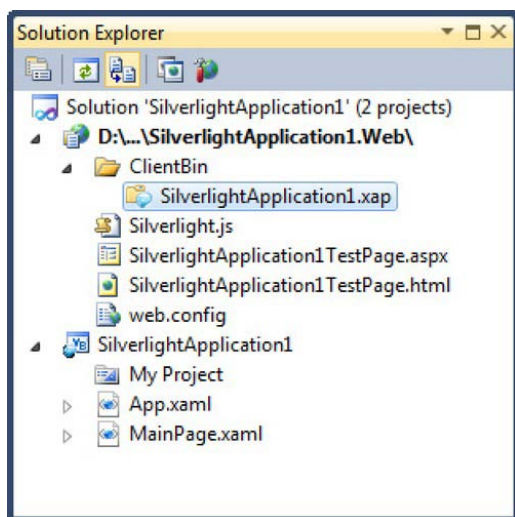 Solution Explorer
Solution 'SilverlightApplication1' (2 projects)
D:\...\SilverlightApplication1.Web\
ClientBin
SilverlightApplication1.xap
Silverlight.js
SilverlightApplication1TestPage.aspx
SilverlightApplication1TestPage.html
web.config
VB SilverlightApplication1
My Project
App.xaml
MainPage.xaml